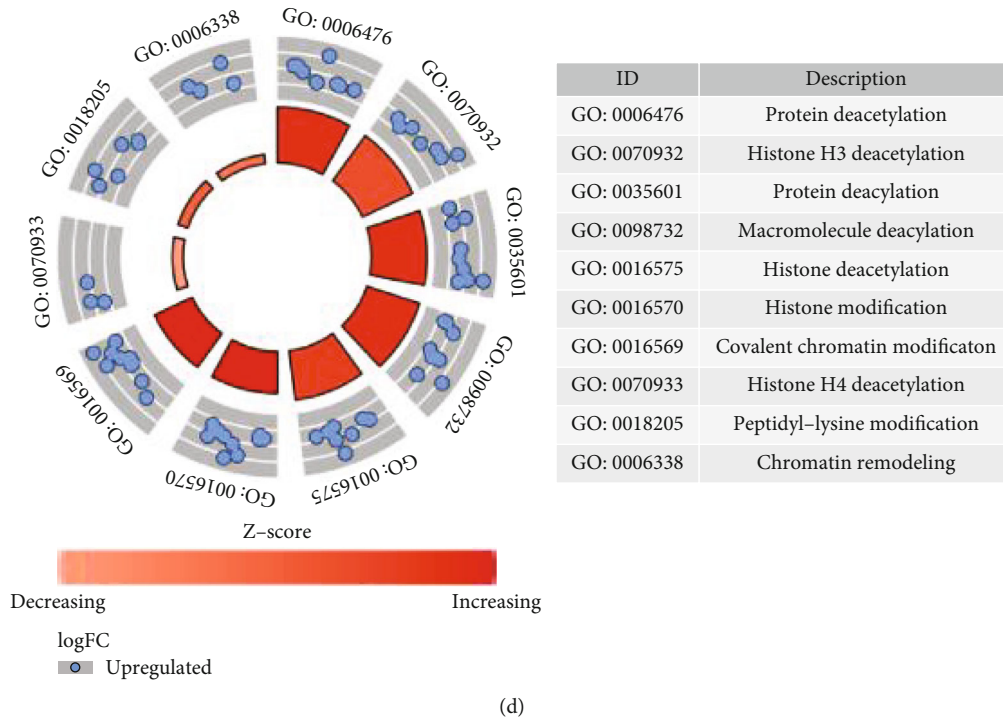 GO: 0006476
GO: 0070932
GO: 0035601
GO: 0098732
GO: 0016575
GO: 0016570
GO: 0016569
GO: 0070933
GO: 0018205
GO: 0006338
Z–score
Decreasing Increasing
logFC
Upregulated
ID Description
GO: 0006476 Protein deacetylation
GO: 0070932 Histone H3 deacetylation
GO: 0035601 Protein deacylation
GO: 0098732 Macromolecule deacylation
GO: 0016575 Histone deacetylation
GO: 0016570 Histone modification
GO: 0016569 Covalent chromatin modificaton
GO: 0070933 Histone H4 deacetylation
GO: 0018205 Peptidyl–lysine modification
GO: 0006338 Chromatin remodeling
(d)